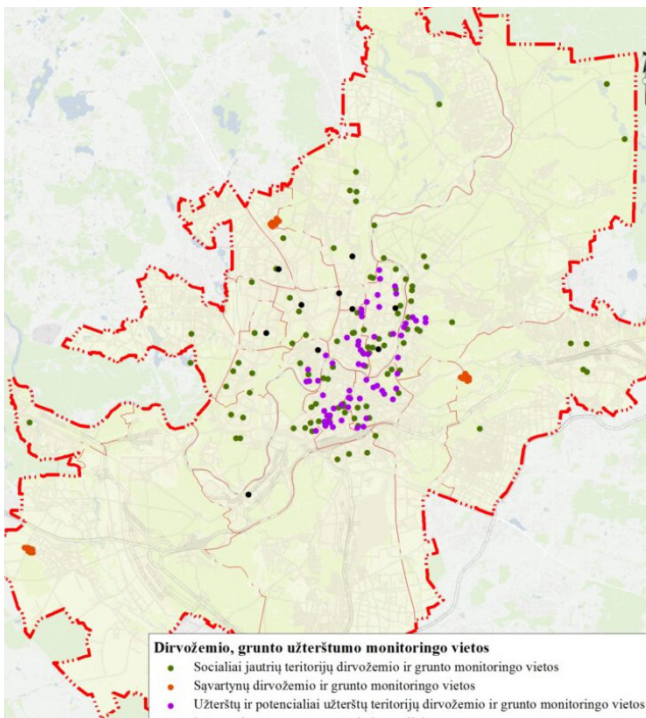 Dirvožemio, grunto užterštumo monitoringo vietos
Socialiai jautrių teritorijų dirvožemio ir grunto monitoringo vietos
Sąvartynų dirvožemio ir grunto monitoringo vietos
Užterštų ir potencialiai užterštų teritorijų dirvožemio ir grunto monitoringo vietos